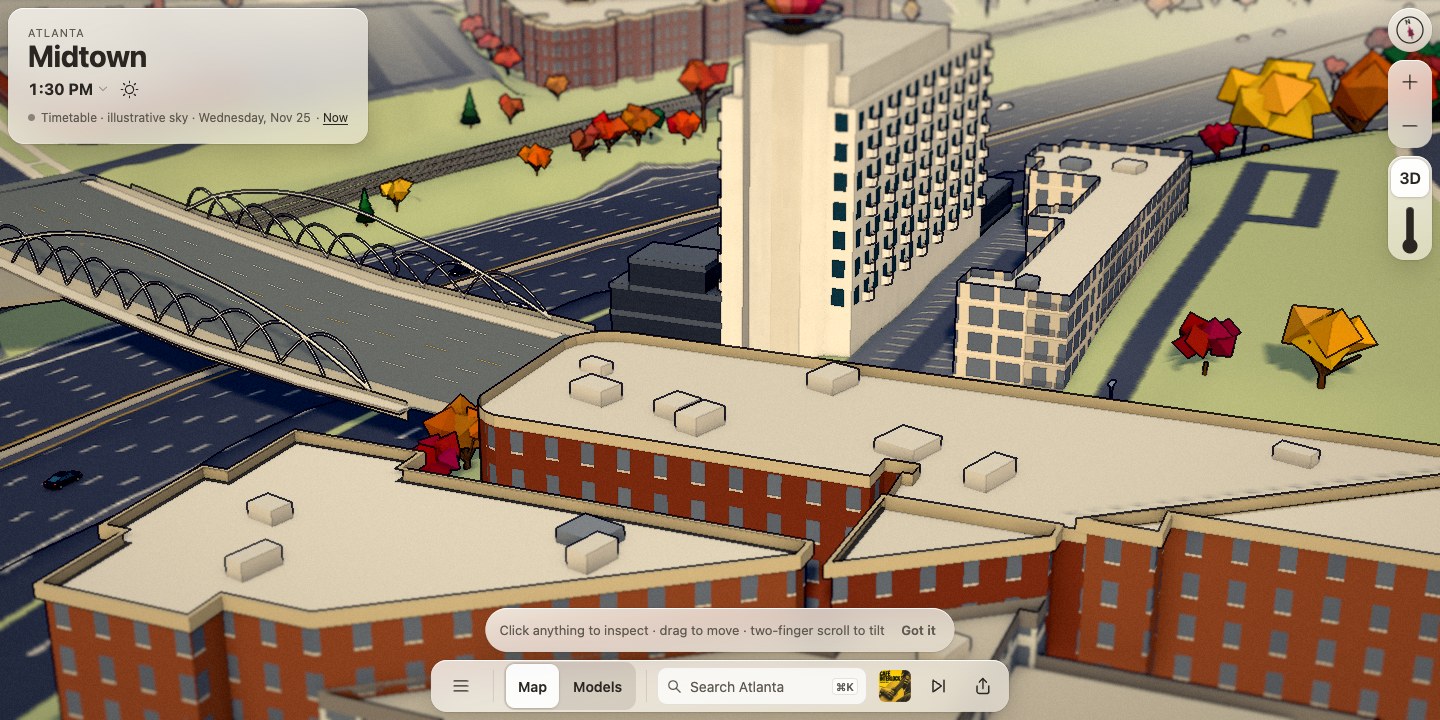 ATLANTA
Midtown
1:30 PM
Timetable · illustrative sky · Wednesday, Nov 25 · Now
N
3D
Click anything to inspect · drag to move · two-finger scroll to tilt Got it
Map Models Search Atlanta ⌘K